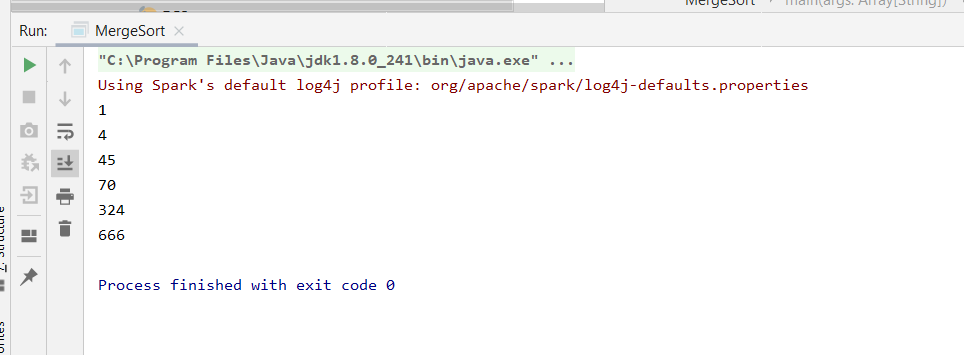 MergeSort
main(args: Array[String])
Run:
MergeSort
"C:\Program Files\Java\jdk1.8.0_241\bin\java.exe" ...
Using Spark's default log4j profile: org/apache/spark/log4j-defaults.properties
1
4
45
70
324
666
Process finished with exit code 0
Z: Structure